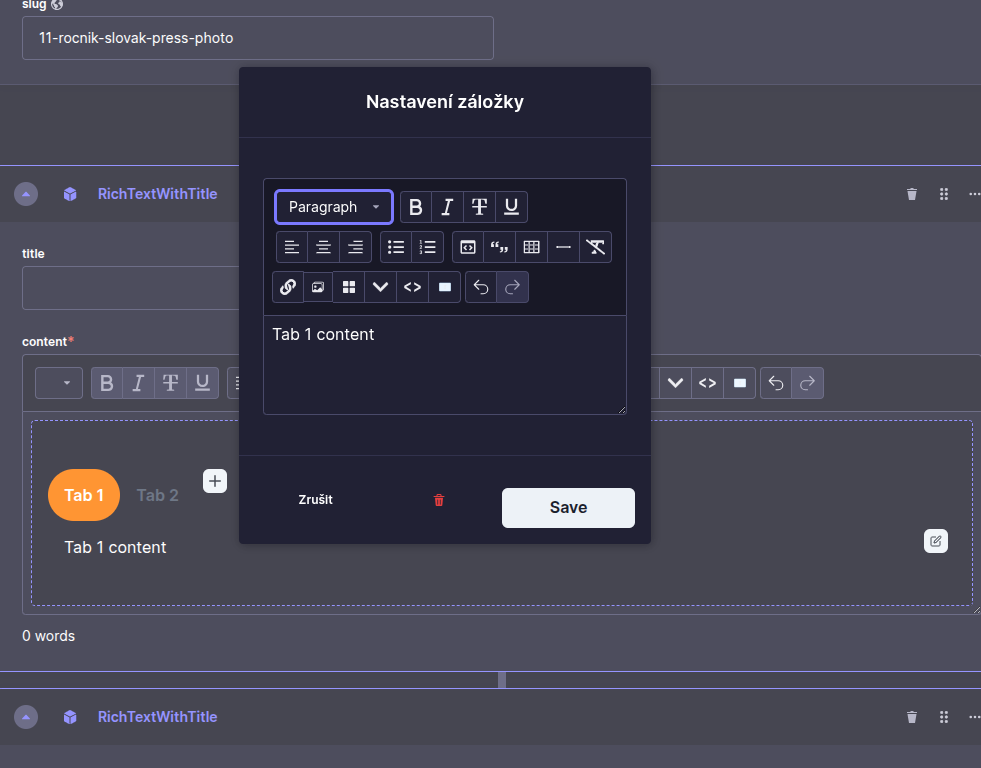 slug
11-rocnik-slovak-press-photo
Nastavení záložky
RichTextWithTitle
Paragraph
title
content*
Tab 1 content
Tab 1
Tab 2
Tab 1 content
Zrušit
Save
0 words
RichTextWithTitle